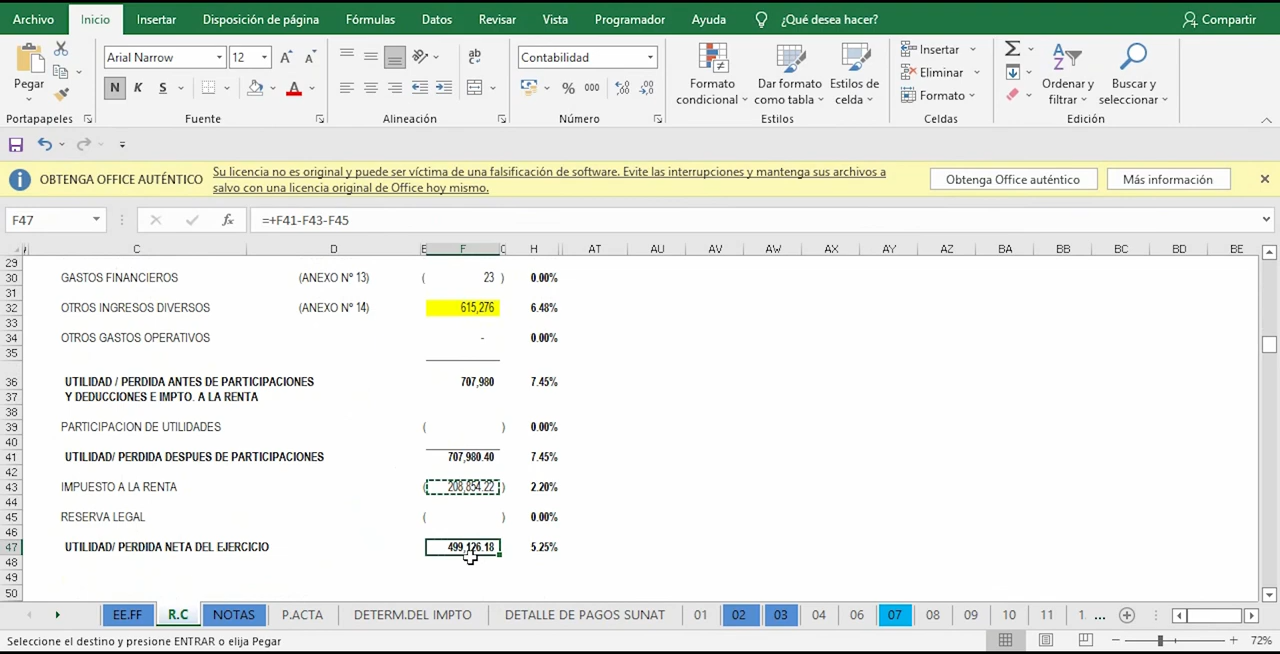 Archivo Inicio Insertar Disposición de página Fórmulas Datos Revisar Vista Programador Ayuda ¿Qué desea hacer? Compartir
Arial Narrow 12 Contabilidad
Pegar
N K S
ab
% 000
Formato condicional
Dar formato como tabla
Estilos de celda
Insertar
Eliminar
Formato
Ordenar y filtrar
Buscar y seleccionar
Portapapeles Fuente Alineación Número Estilos Celdas Edición
OBTENGA OFFICE AUTÉNTICO Su licencia no es original y puede ser víctima de una falsificación de software. Evite las interrupciones y mantenga sus archivos a
salvo con una licencia original de Office hoy mismo. Obtenga Office auténtico Más información
F47 fx =+F41-F43-F45
C D E F G H AT AU AV AW AX AY AZ BA BB BC BD BE
29
30 GASTOS FINANCIEROS (ANEXO Nº 13) ( 23 ) 0.00%
31
32 OTROS INGRESOS DIVERSOS (ANEXO Nº 14) 615,276 6.48%
33
34 OTROS GASTOS OPERATIVOS - 0.00%
35
36 UTILIDAD / PERDIDA ANTES DE PARTICIPACIONES 707,980 7.45%
37 Y DEDUCCIONES E IMPTO. A LA RENTA
38
39 PARTICIPACION DE UTILIDADES ( ) 0.00%
40
41 UTILIDAD/ PERDIDA DESPUES DE PARTICIPACIONES 707,980.40 7.45%
42
43 IMPUESTO A LA RENTA ( 208,854.22 ) 2.20%
44
45 RESERVA LEGAL ( ) 0.00%
46
47 UTILIDAD/ PERDIDA NETA DEL EJERCICIO 499,126.18 5.25%
48
49
50
EE.FF R.C NOTAS P.ACTA DETERM.DEL IMPTO DETALLE DE PAGOS SUNAT 01 02 03 04 06 07 08 09 10 11 1. ...
Seleccione el destino y presione ENTRAR o elija Pegar 72%